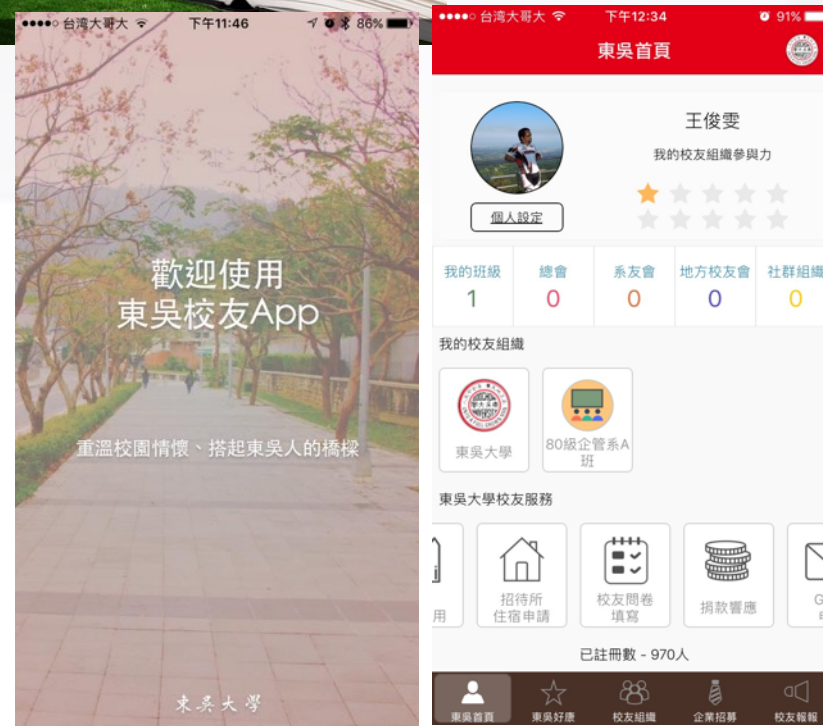 台湾大哥大
下午11:46
86%
歡迎使用
東吳校友App
重溫校園情懷、搭起東吳人的橋樑
東吳大學
台湾大哥大
下午12:34
91%
東吳首頁
王俊雯
我的校友組織參與力
個人設定
我的班級
總會
系友會
地方校友會
社群組織
1
0
0
0
0
我的校友組織
東吳大學
80級企管系A
班
東吳大學校友服務
用
招待所
住宿申請
校友問卷
填寫
捐款響應
G
已註冊數 - 970人
東吳首頁
東吳好康
校友組織
企業招募
校友報報